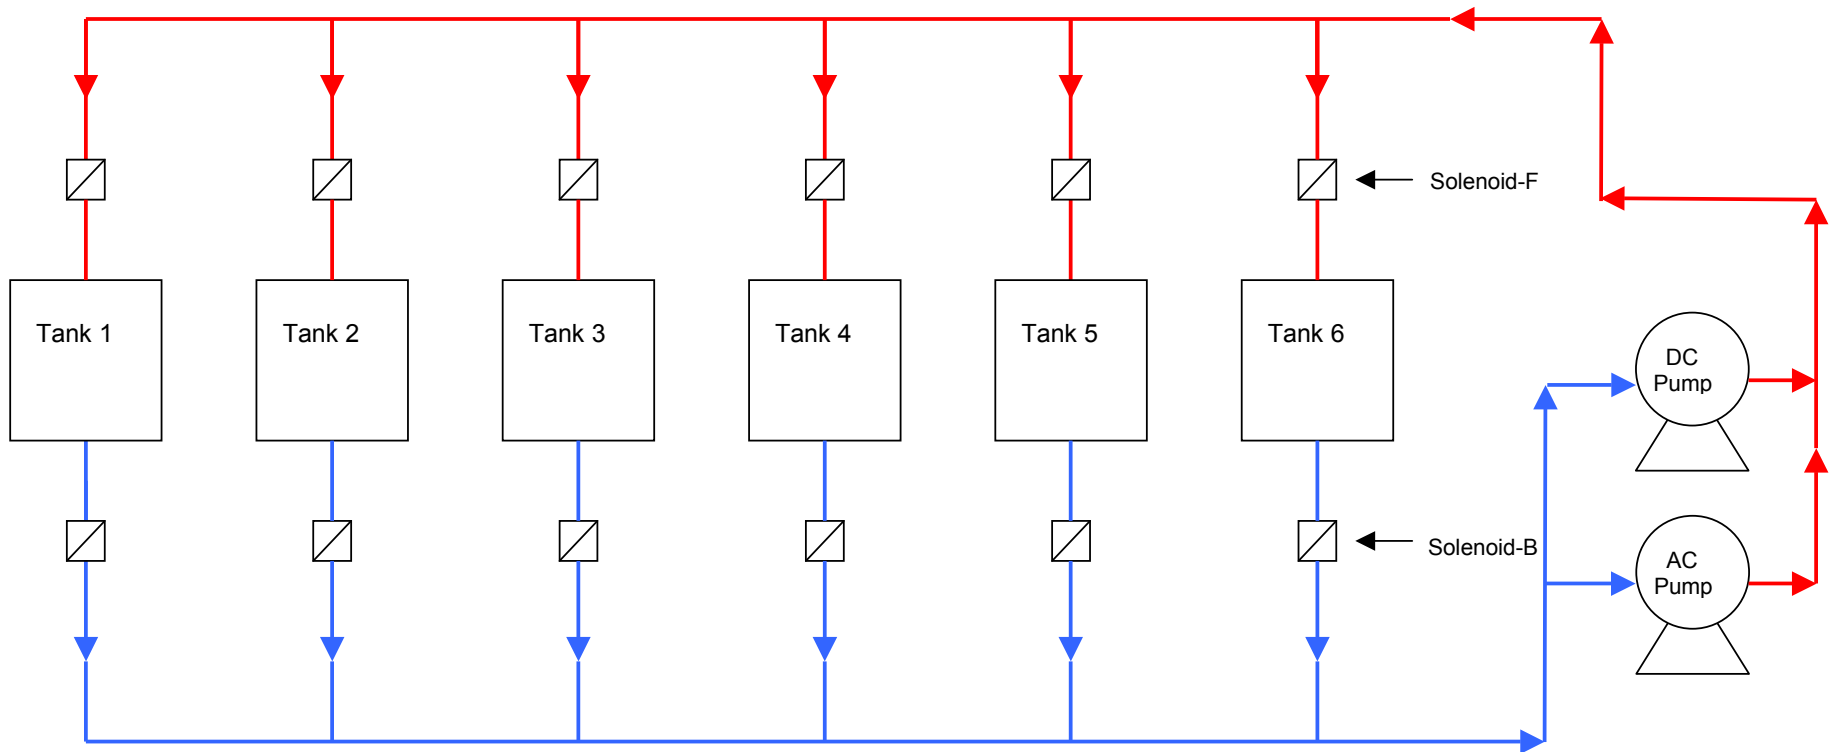 Solenoid-F
Tank 1
Tank 2
Tank 3
Tank 4
Tank 5
Tank 6
DC
Pump
Solenoid-B
AC
Pump